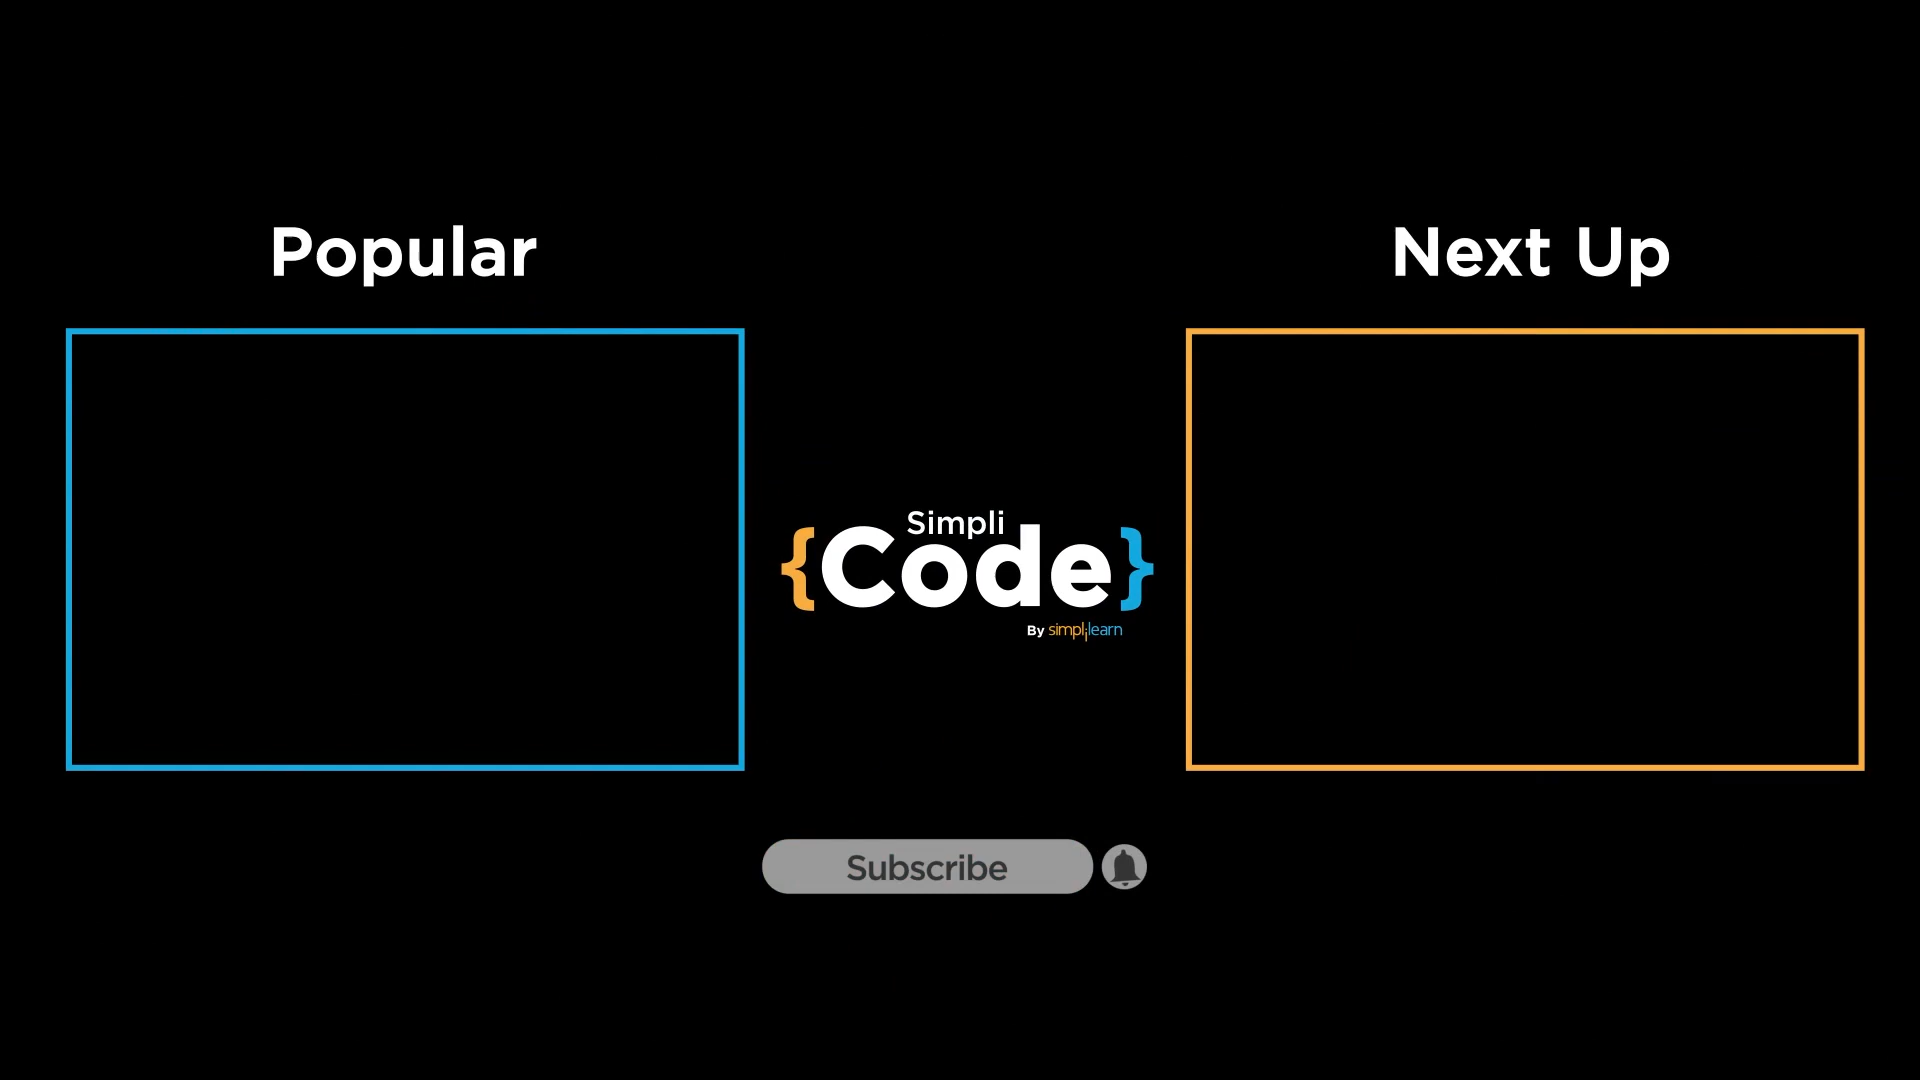 Popular
Next Up
Simpli
{Code}
By simplilearn
Subscribe